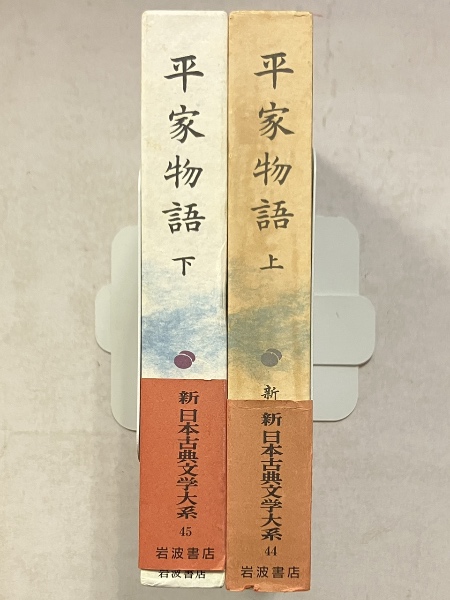 平家物語 上
新
新日本古典文学大系
44
岩波書店
平家物語 下
新日本古典文学大系
45
岩波書店
岩波書店